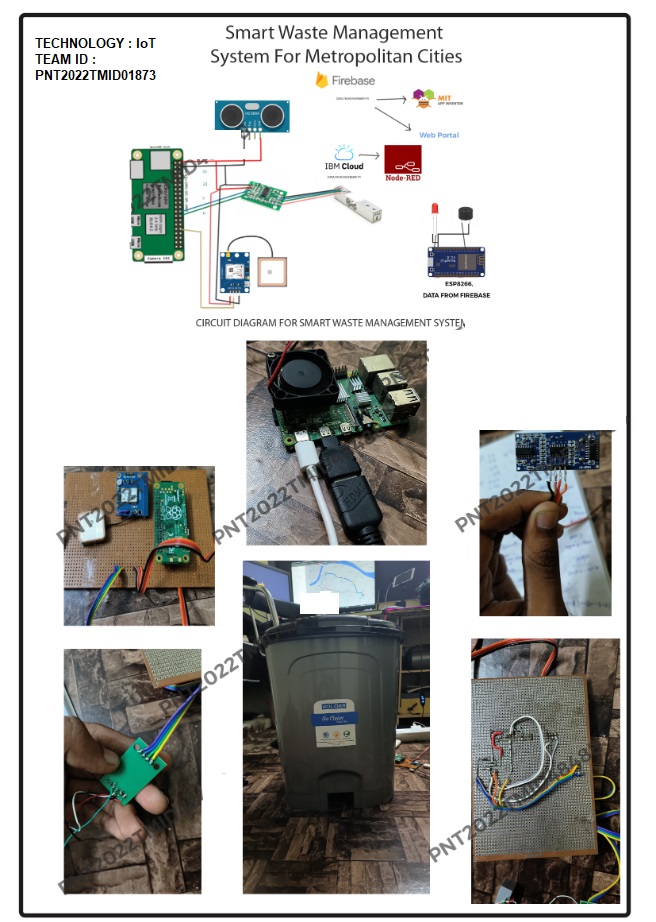 TECHNOLOGY : IoT
TEAM ID :
PNT2022TMID01873
Smart Waste Management
System For Metropolitan Cities
Firebase
MIT
APP INVENTOR
Web Portal
IBM Cloud
Node-RED
ESP8266,
DATA FROM FIREBASE
CIRCUIT DIAGRAM FOR SMART WASTE MANAGEMENT SYSTEM